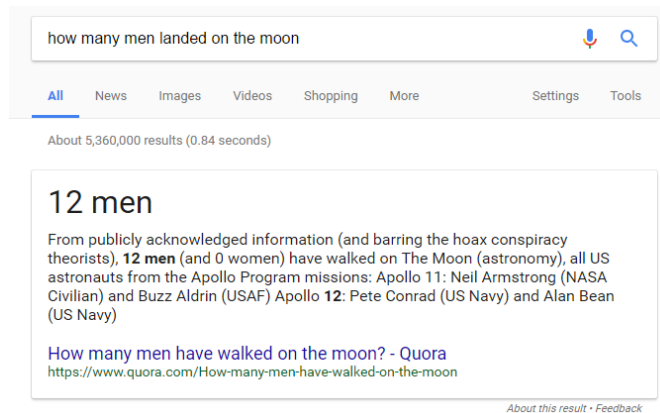 how many men landed on the moon
All News Images Videos Shopping More Settings Tools
About 5,360,000 results (0.84 seconds)
12 men
From publicly acknowledged information (and barring the hoax conspiracy
theorists), 12 men (and 0 women) have walked on The Moon (astronomy), all US
astronauts from the Apollo Program missions: Apollo 11: Neil Armstrong (NASA
Civilian) and Buzz Aldrin (USAF) Apollo 12: Pete Conrad (US Navy) and Alan Bean
(US Navy)
How many men have walked on the moon? - Quora
https://www.quora.com/How-many-men-have-walked-on-the-moon
About this result • Feedback